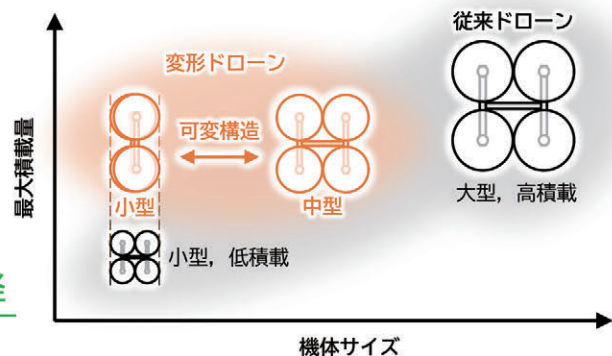 従来ドローン
変形ドローン
可変構造
小型
中型
大型，高積載
小型，低積載
最大積載量
機体サイズ